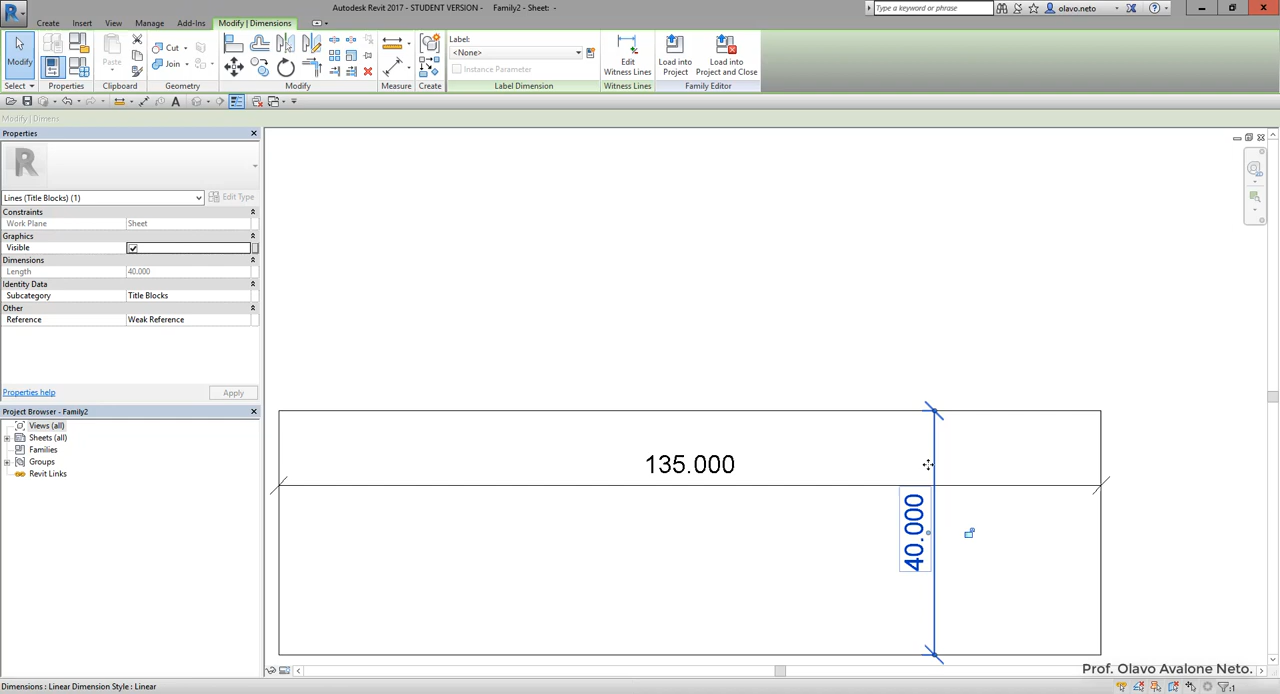 Autodesk Revit 2017 - STUDENT VERSION - Family2 - Sheet: -
Type a keyword or phrase
olavo.neto
Create Insert View Manage Add-Ins Modify | Dimensions
Modify
Paste
Cut
Join
Label:
<None>
Instance Parameter
Edit
Witness Lines
Load into
Project
Load into
Project and Close
Select Properties Clipboard Geometry Modify Measure Create Label Dimension Witness Lines Family Editor
Modify | Dimens
Properties
R
Lines (Title Blocks) (1)
Edit Type
Constraints
Work Plane Sheet
Graphics
Visible
Dimensions
Length 40.000
Identity Data
Subcategory Title Blocks
Other
Reference Weak Reference
Properties help
Apply
Project Browser - Family2
Views (all)
Sheets (all)
Families
Groups
Revit Links
135.000
40.000
Prof. Olavo Avalone Neto.
Dimensions : Linear Dimension Style : Linear
:1